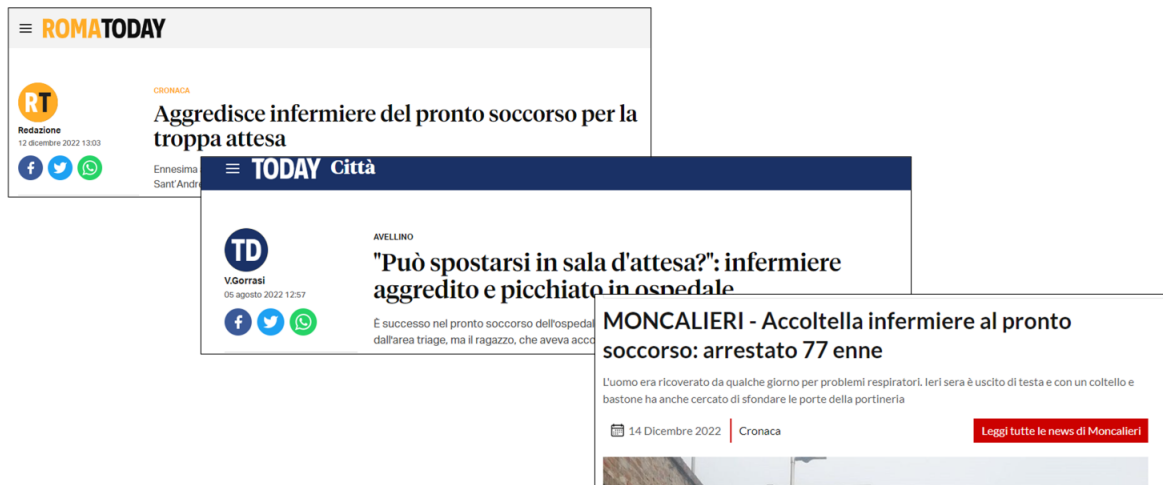 ROMATODAY
RT
Redazione
12 dicembre 2022 13:03
CRONACA
Aggredisce infermiere del pronto soccorso per la
troppa attesa
Ennesima
Sant'Andr
TODAY Città
TD
V.Gorrasi
05 agosto 2022 12:57
AVELLINO
"Può spostarsi in sala d'attesa?": infermiere
aggredito e picchiato in ospedale
È successo nel pronto soccorso dell'ospedal
dall'area triage, ma il ragazzo, che aveva acco
MONCALIERI - Accoltella infermiere al pronto
soccorso: arrestato 77 enne
L'uomo era ricoverato da qualche giorno per problemi respiratori. Ieri sera è uscito di testa e con un coltello e
bastone ha anche cercato di sfondare le porte della portineria
14 Dicembre 2022 Cronaca
Leggi tutte le news di Moncalieri